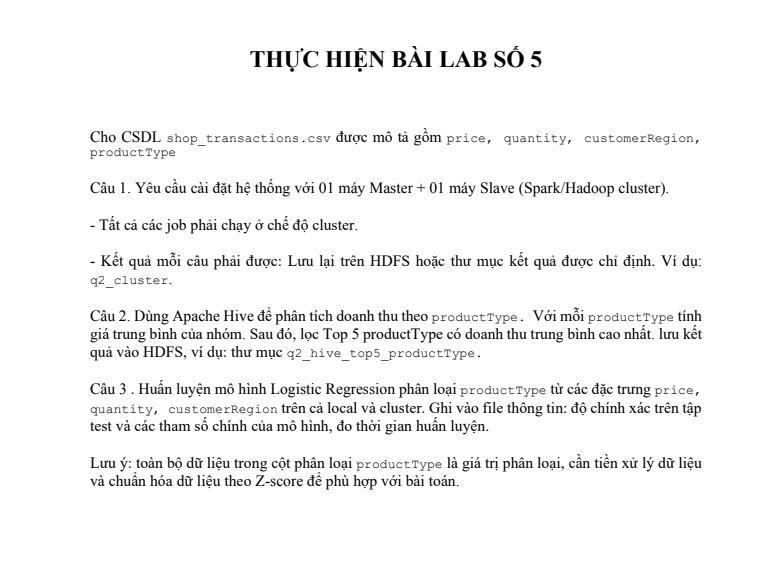 THỰC HIỆN BÀI LAB SỐ 5
Cho CSDL shop_transactions.csv được mô tả gồm price, quantity, customerRegion,
productType
Câu 1. Yêu cầu cài đặt hệ thống với 01 máy Master + 01 máy Slave (Spark/Hadoop cluster).
- Tất cả các job phải chạy ở chế độ cluster.
- Kết quả mỗi câu phải được: Lưu lại trên HDFS hoặc thư mục kết quả được chỉ định. Ví dụ:
q2_cluster.
Câu 2. Dùng Apache Hive để phân tích doanh thu theo productType. Với mỗi productType tính
giá trung bình của nhóm. Sau đó, lọc Top 5 productType có doanh thu trung bình cao nhất. lưu kết
quả vào HDFS, ví dụ: thư mục q2_hive_top5_productType.
Câu 3 . Huấn luyện mô hình Logistic Regression phân loại productType từ các đặc trưng price,
quantity, customerRegion trên cả local và cluster. Ghi vào file thông tin: độ chính xác trên tập
test và các tham số chính của mô hình, đo thời gian huấn luyện.
Lưu ý: toàn bộ dữ liệu trong cột phân loại productType là giá trị phân loại, cần tiền xử lý dữ liệu
và chuẩn hóa dữ liệu theo Z-score để phù hợp với bài toán.